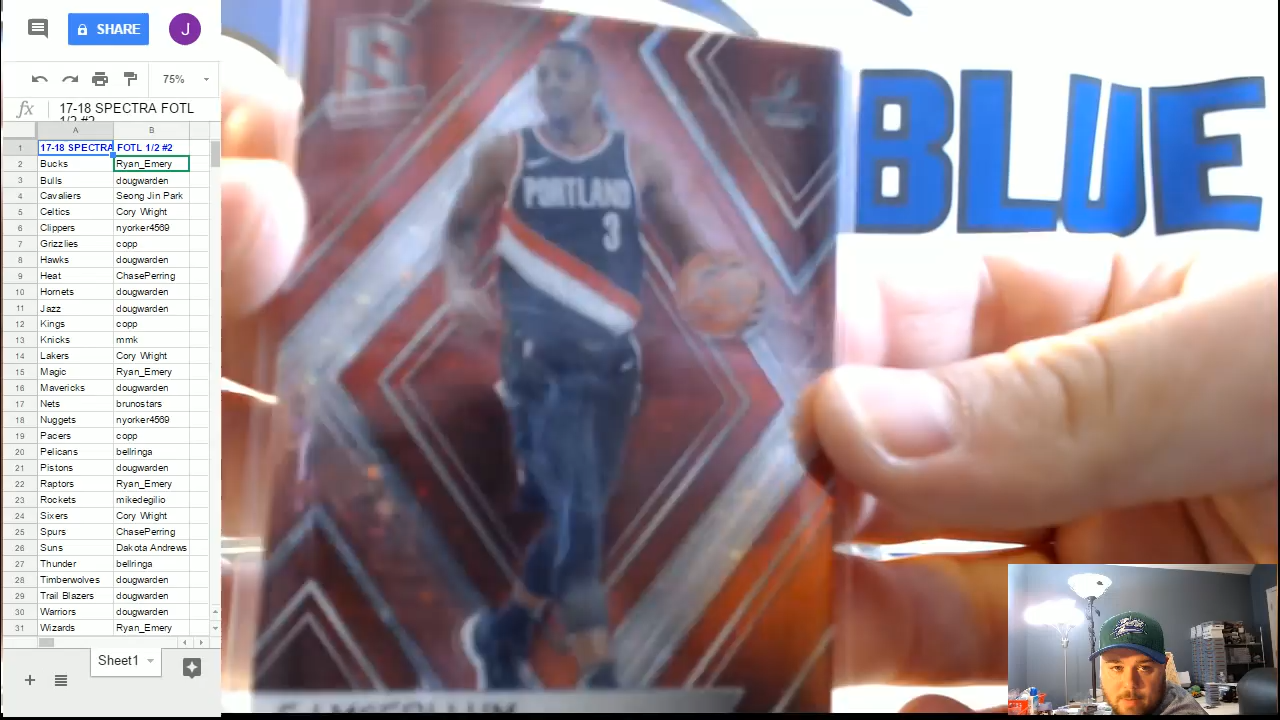 SHARE
J
75%
fx
17-18 SPECTRA FOTL
1/2 #2
A B
1 17-18 SPECTRA FOTL 1/2 #2
2 Bucks Ryan_Emery
3 Bulls dougwarden
4 Cavaliers Seong Jin Park
5 Celtics Cory Wright
6 Clippers nyorker4569
7 Grizzlies copp
8 Hawks dougwarden
9 Heat ChasePerring
10 Hornets dougwarden
11 Jazz dougwarden
12 Kings copp
13 Knicks mmk
14 Lakers Cory Wright
15 Magic Ryan_Emery
16 Mavericks dougwarden
17 Nets brunostars
18 Nuggets nyorker4569
19 Pacers copp
20 Pelicans bellringa
21 Pistons dougwarden
22 Raptors Ryan_Emery
23 Rockets mikedegilio
24 Sixers Cory Wright
25 Spurs ChasePerring
26 Suns Dakota Andrews
27 Thunder bellringa
28 Timberwolves dougwarden
29 Trail Blazers dougwarden
30 Warriors dougwarden
31 Wizards Ryan_Emery
Sheet1
S
PORTLAND
3
BLUE